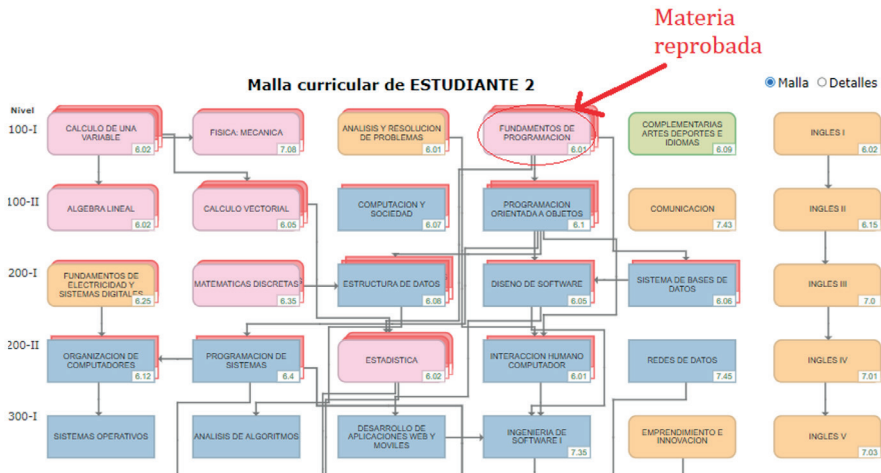 Materia
reprobada
Malla curricular de ESTUDIANTE 2
Malla Detalles
Nivel
100-I
CALCULO DE UNA
VARIABLE
6.02
FISICA: MECANICA
7.08
ANALISIS Y RESOLUCION
DE PROBLEMAS
6.01
FUNDAMENTOS DE
PROGRAMACION
6.01
COMPLEMENTARIAS
ARTES DEPORTES E
IDIOMAS
6.09
INGLES I
6.02
100-II
ALGEBRA LINEAL
6.02
CALCULO VECTORIAL
6.05
COMPUTACION Y
SOCIEDAD
6.07
PROGRAMACION
ORIENTADA A OBJETOS
6.1
COMUNICACION
7.43
INGLES II
6.15
200-I
FUNDAMENTOS DE
ELECTRICIDAD Y
SISTEMAS DIGITALES
6.25
MATEMATICAS DISCRETAS
6.35
ESTRUCTURA DE DATOS
6.08
DISENO DE SOFTWARE
6.05
SISTEMA DE BASES DE
DATOS
6.06
INGLES III
7.0
200-II
ORGANIZACION DE
COMPUTADORES
6.12
PROGRAMACION DE
SISTEMAS
6.4
ESTADISTICA
6.02
INTERACCION HUMANO
COMPUTADOR
6.01
REDES DE DATOS
7.45
INGLES IV
7.01
300-I
SISTEMAS OPERATIVOS
ANALISIS DE ALGORITMOS
DESARROLLO DE
APLICACIONES WEB Y
MOVILES
INGENIERIA DE
SOFTWARE I
7.35
EMPRENDIMIENTO E
INNOVACION
INGLES V
7.03